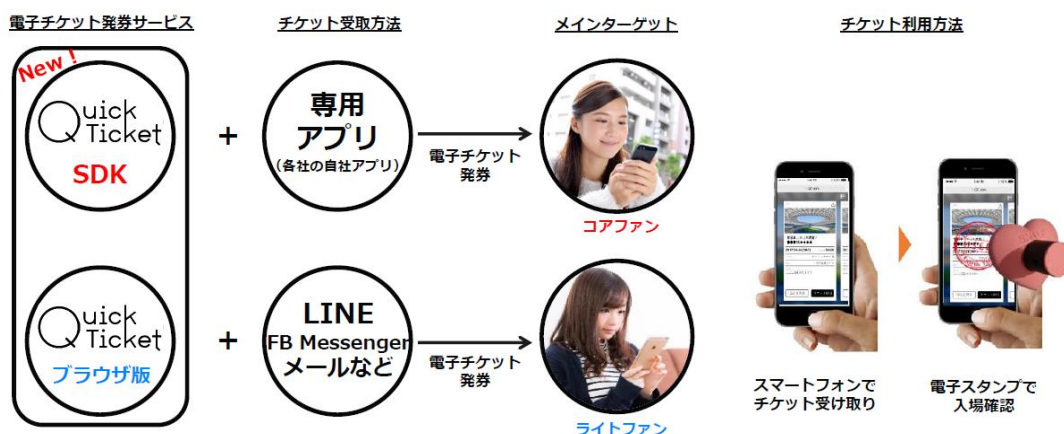 電子チケット発券サービス
チケット受取方法
メインターゲット
チケット利用方法
New!
Quick
Ticket
SDK
+
専用
アプリ
(各社の自社アプリ)
電子チケット
発券
コアファン
Quick
Ticket
ブラウザ版
+
LINE
FB Messenger
メールなど
電子チケット
発券
ライトファン
スマートフォンで
チケット受け取り
電子スタンプで
入場確認